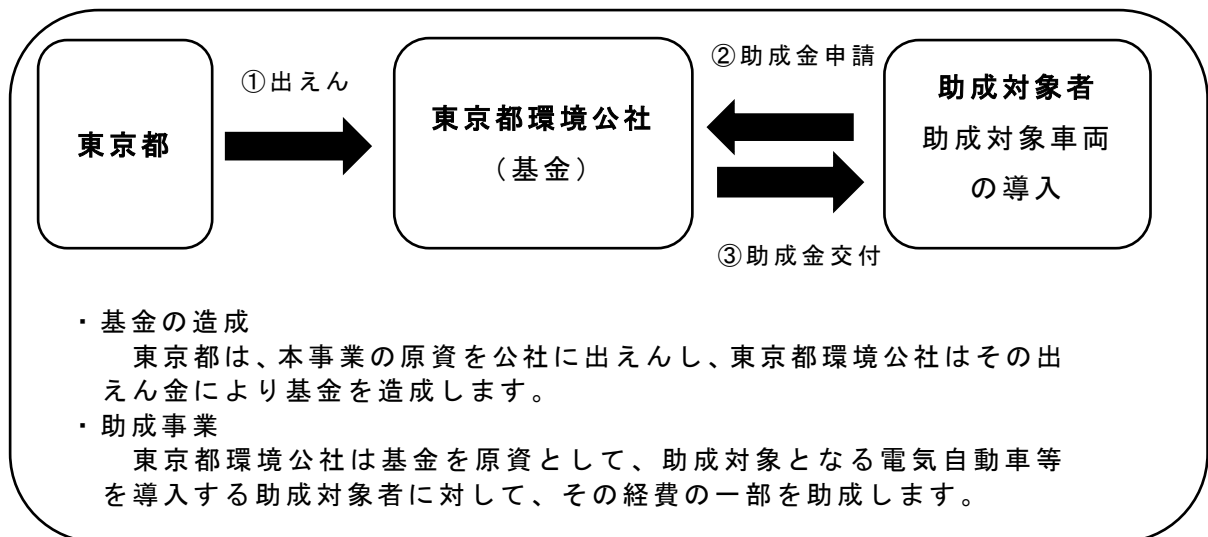 東京都
①出えん
東京都環境公社
（基金）
②助成金申請
③助成金交付
助成対象者
助成対象車両
の導入
・基金の造成
東京都は、本事業の原資を公社に出えんし、東京都環境公社はその出
えん金により基金を造成します。
・助成事業
東京都環境公社は基金を原資として、助成対象となる電気自動車等
を導入する助成対象者に対して、その経費の一部を助成します。